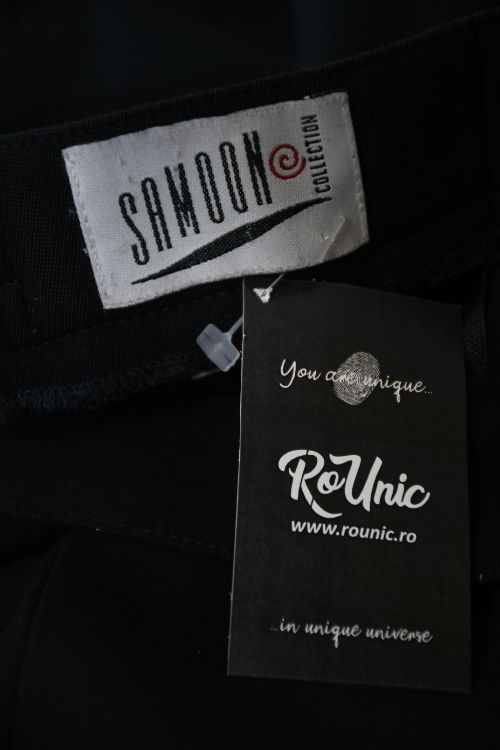 SAMOON
COLLECTION
You are unique...
RoUnic
www.rounic.ro
...in unique universe